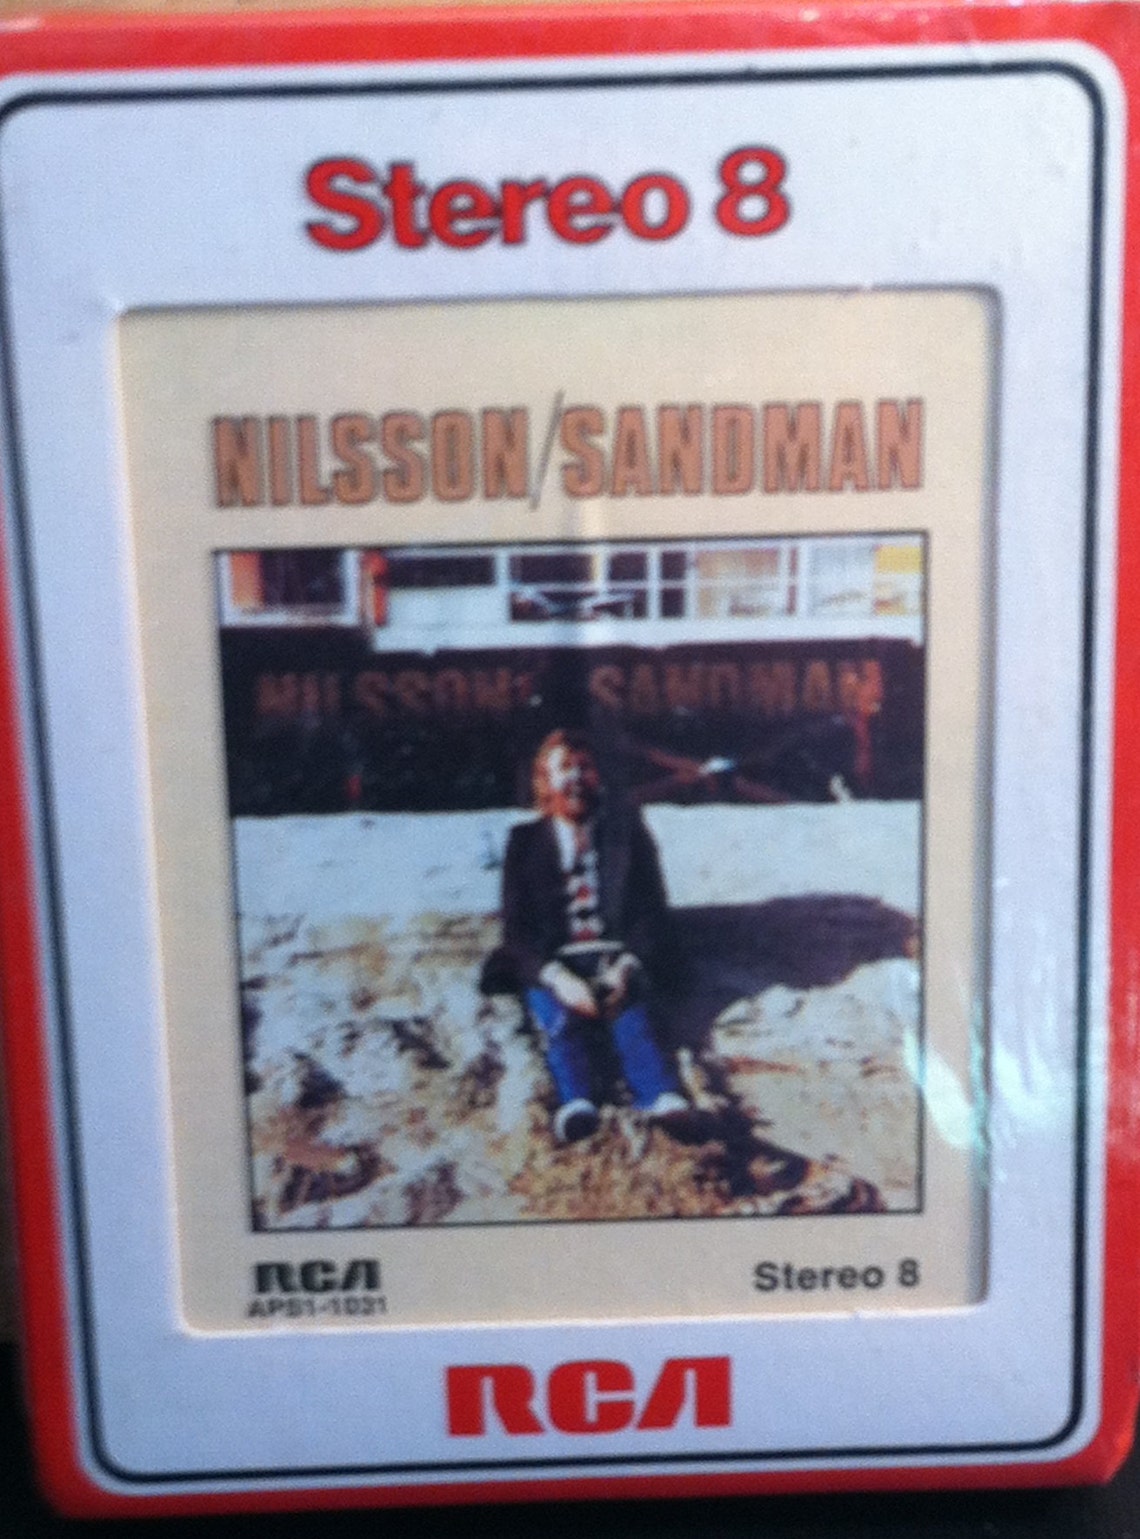 Stereo 8
NILSSON/SANDMAN
NILSSON SANDMAN
RCA
APS1-1031
Stereo 8
RCA